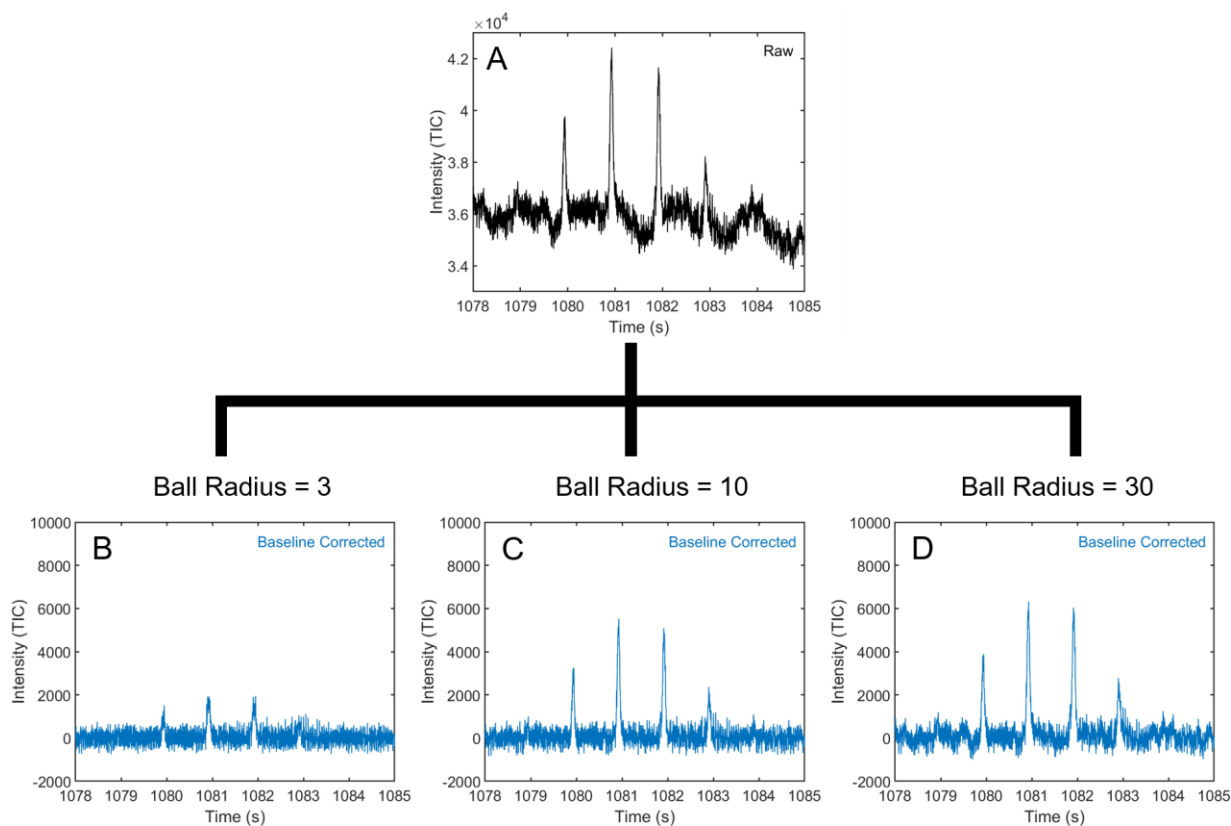 ×10⁴
A
Raw
4.2
4
3.8
3.6
3.4
Intensity (TIC)
1078 1079 1080 1081 1082 1083 1084 1085
Time (s)
Ball Radius = 3
Ball Radius = 10
Ball Radius = 30
B
Baseline Corrected
10000
8000
6000
4000
2000
0
-2000
Intensity (TIC)
1078 1079 1080 1081 1082 1083 1084 1085
Time (s)
C
Baseline Corrected
10000
8000
6000
4000
2000
0
-2000
Intensity (TIC)
1078 1079 1080 1081 1082 1083 1084 1085
Time (s)
D
Baseline Corrected
10000
8000
6000
4000
2000
0
-2000
Intensity (TIC)
1078 1079 1080 1081 1082 1083 1084 1085
Time (s)